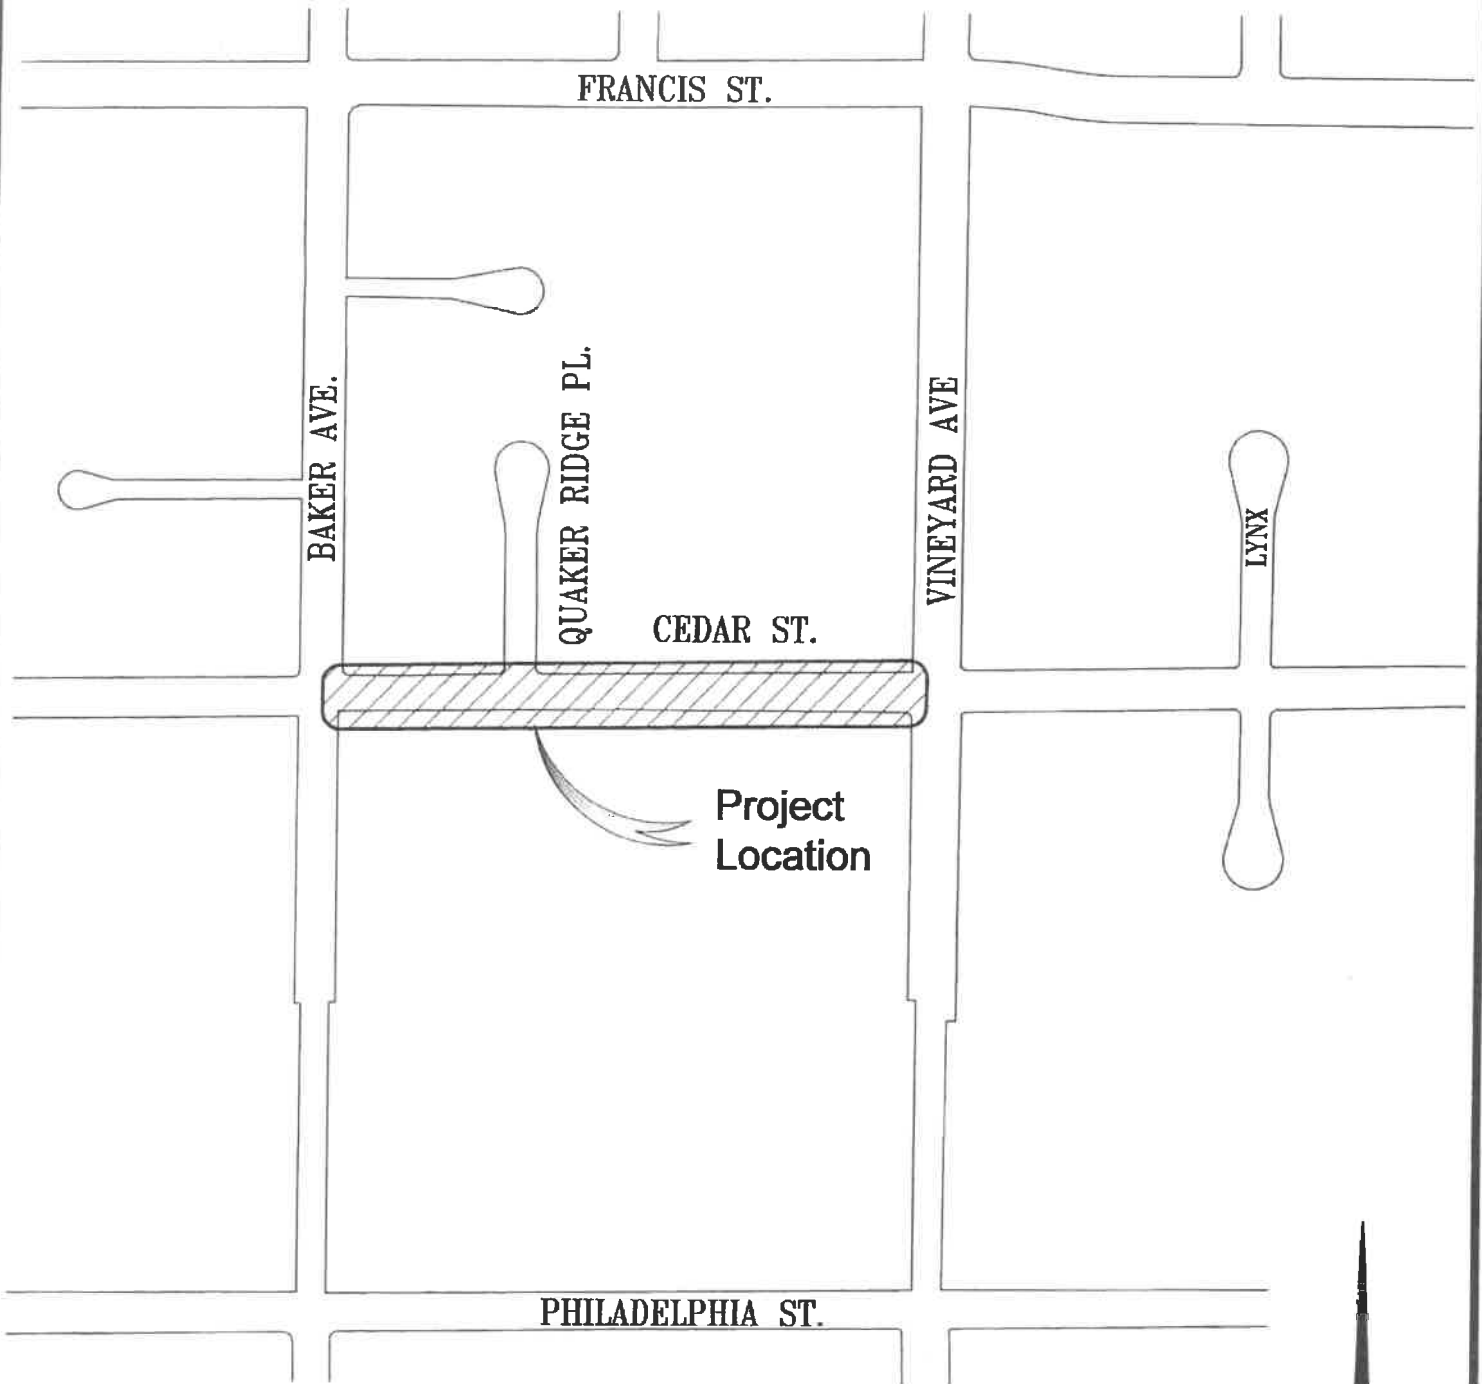 FRANCIS ST.
BAKER AVE.
QUAKER RIDGE PL.
VINEYARD AVE
LYNX
CEDAR ST.
Project
Location
PHILADELPHIA ST.